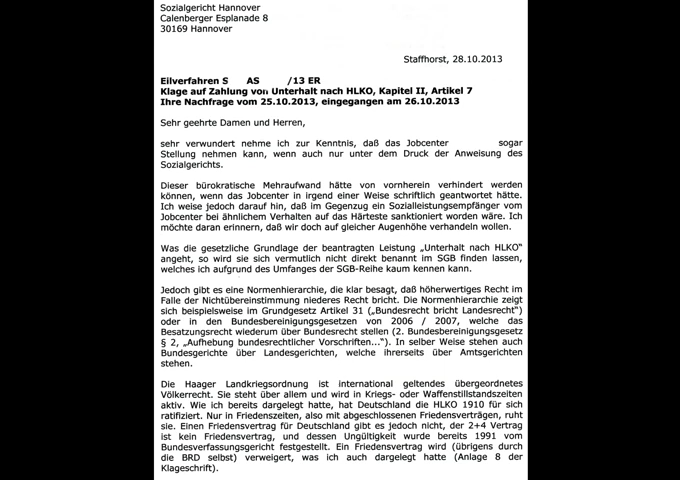 Sozialgericht Hannover
Calenberger Esplanade 8
30169 Hannover
Staffhorst, 28.10.2013
Eilverfahren S AS /13 ER
Klage auf Zahlung von Unterhalt nach HLKO, Kapitel II, Artikel 7
Ihre Nachfrage vom 25.10.2013, eingegangen am 26.10.2013
Sehr geehrte Damen und Herren,
sehr verwundert nehme ich zur Kenntnis, daß das Jobcenter sogar
Stellung nehmen kann, wenn auch nur unter dem Druck der Anweisung des
Sozialgerichts.
Dieser bürokratische Mehraufwand hätte von vornherein verhindert werden
können, wenn das Jobcenter in irgend einer Weise schriftlich geantwortet hätte.
Ich weise jedoch darauf hin, daß im Gegenzug ein Sozialleistungsempfänger vom
Jobcenter bei ähnlichem Verhalten auf das Härteste sanktioniert worden wäre. Ich
möchte daran erinnern, daß wir doch auf gleicher Augenhöhe verhandeln wollen.
Was die gesetzliche Grundlage der beantragten Leistung „Unterhalt nach HLKO"
angeht, so wird sie sich vermutlich nicht direkt benannt im SGB finden lassen,
welches ich aufgrund des Umfanges der SGB-Reihe kaum kennen kann.
Jedoch gibt es eine Normenhierarchie, die klar besagt, daß höherwertiges Recht im
Falle der Nichtübereinstimmung niederes Recht bricht. Die Normenhierarchie zeigt
sich beispielsweise im Grundgesetz Artikel 31 („Bundesrecht bricht Landesrecht")
oder in den Bundesbereinigungsgesetzen von 2006 / 2007, welche das
Besatzungsrecht wiederum über Bundesrecht stellen (2. Bundesbereinigungsgesetz
§ 2, „Aufhebung bundesrechtlicher Vorschriften..."). In selber Weise stehen auch
Bundesgerichte über Landesgerichten, welche ihrerseits über Amtsgerichten
stehen.
Die Haager Landkriegsordnung ist international geltendes übergeordnetes
Völkerrecht. Sie steht über allem und wird in Kriegs- oder Waffenstillstandszeiten
aktiv. Wie ich bereits dargelegt hatte, hat Deutschland die HLKO 1910 für sich
ratifiziert. Nur in Friedenszeiten, also mit abgeschlossenen Friedensverträgen, ruht
sie. Einen Friedensvertrag für Deutschland gibt es jedoch nicht, der 2+4 Vertrag
ist kein Friedensvertrag, und dessen Ungültigkeit wurde bereits 1991 vom
Bundesverfassungsgericht festgestellt. Ein Friedensvertrag wird (übrigens durch
die BRD selbst) verweigert, was ich auch dargelegt hatte (Anlage 8 der
Klageschrift).